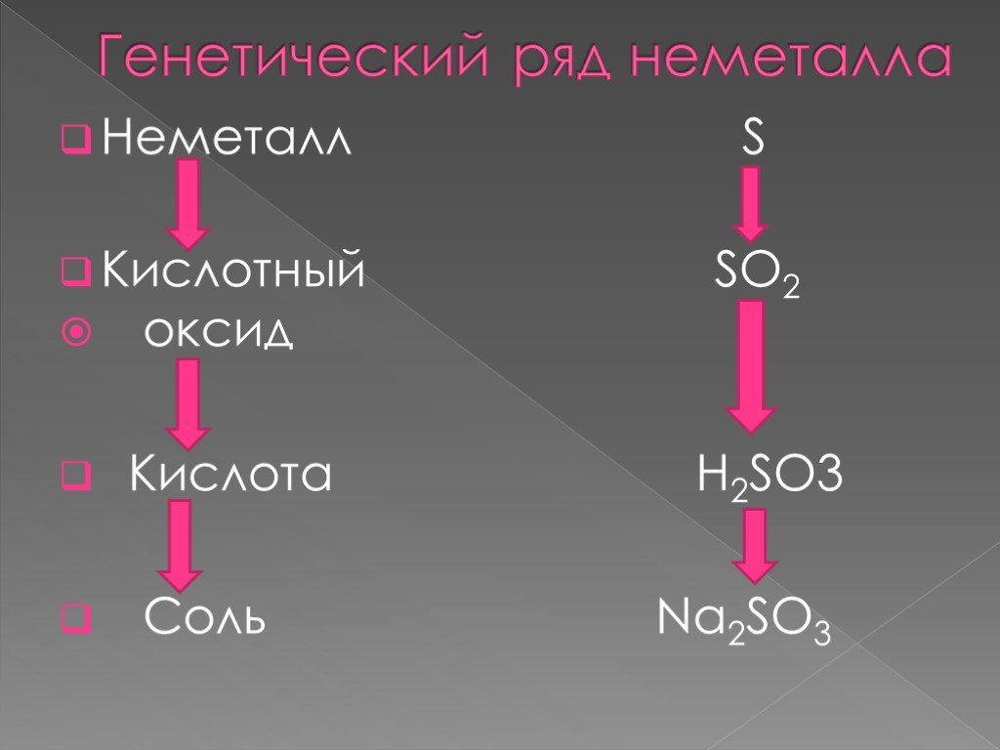 Генетический ряд неметалла
Неметалл S
Кислотный SO₂
оксид
Кислота H₂SO3
Соль Na₂SO₃